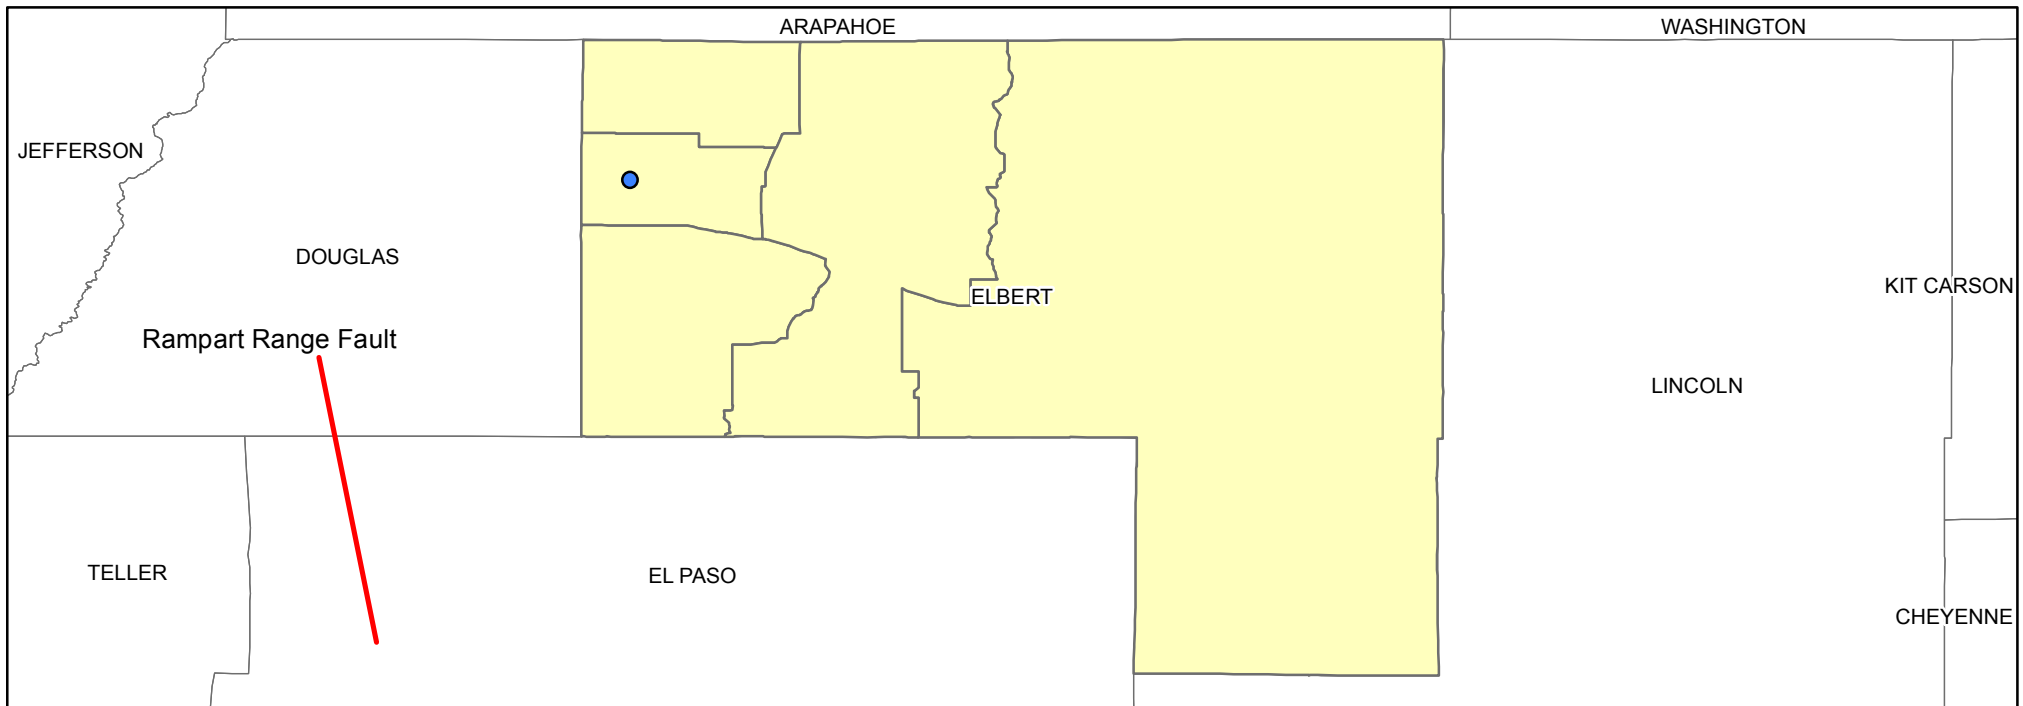 ARAPAHOE
WASHINGTON
JEFFERSON
DOUGLAS
KIT CARSON
ELBERT
Rampart Range Fault
LINCOLN
TELLER
EL PASO
CHEYENNE